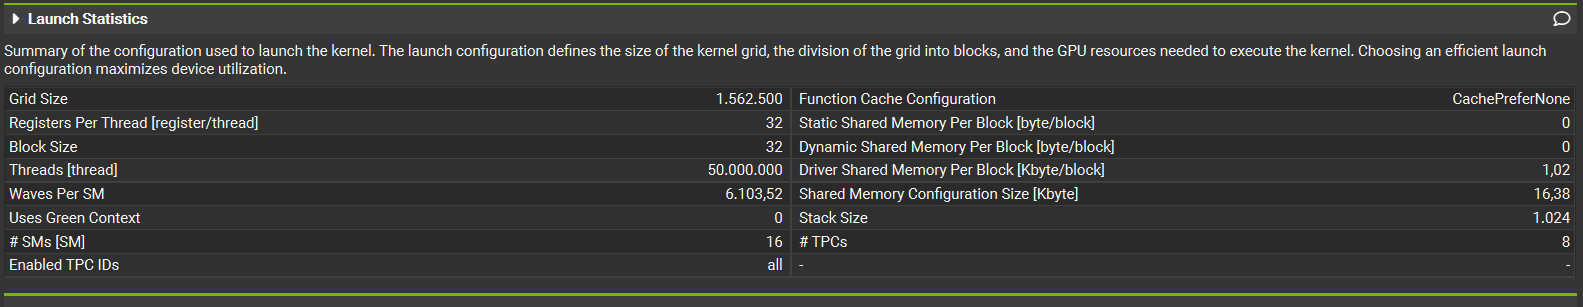 Launch Statistics
Summary of the configuration used to launch the kernel. The launch configuration defines the size of the kernel grid, the division of the grid into blocks, and the GPU resources needed to execute the kernel. Choosing an efficient launch
configuration maximizes device utilization.
Grid Size 1.562.500 Function Cache Configuration CachePreferNone
Registers Per Thread [register/thread] 32 Static Shared Memory Per Block [byte/block] 0
Block Size 32 Dynamic Shared Memory Per Block [byte/block] 0
Threads [thread] 50.000.000 Driver Shared Memory Per Block [Kbyte/block] 1,02
Waves Per SM 6.103,52 Shared Memory Configuration Size [Kbyte] 16,38
Uses Green Context 0 Stack Size 1.024
# SMs [SM] 16 # TPCs 8
Enabled TPC IDs all - -